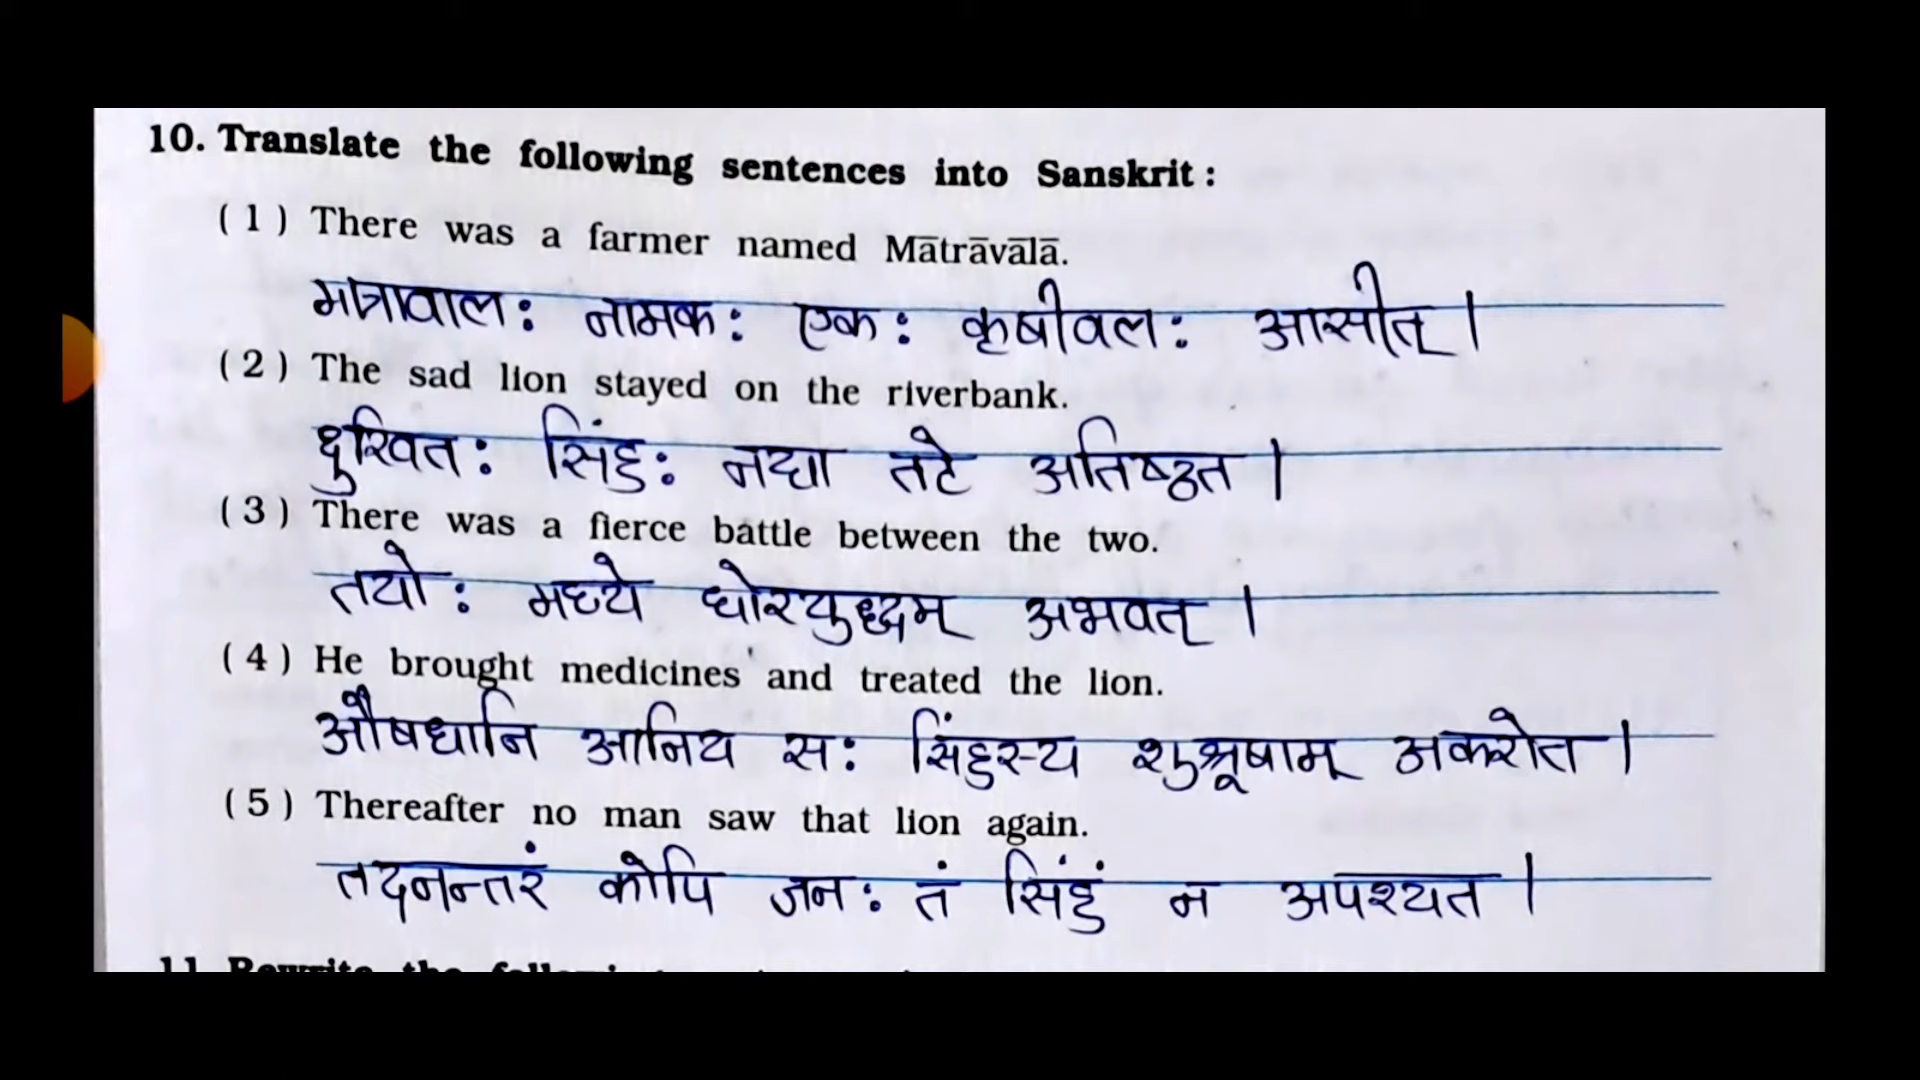 10. Translate the following sentences into Sanskrit :
( 1 ) There was a farmer named Mātrāvālā.
मात्रावालः नामकः एकः कृषीवलः आसीत् ।
( 2 ) The sad lion stayed on the riverbank.
दुखितः सिंहः नद्या तटे अतिष्ठत ।
( 3 ) There was a fierce battle between the two.
तयोः मध्ये घोरयुद्धम् अभवत् ।
( 4 ) He brought medicines and treated the lion.
औषधानि आनिय सः सिंहस्य शुश्रूषाम् अकरोत ।
( 5 ) Thereafter no man saw that lion again.
तदनन्तरं कोपि जनः तं सिंहं न अपश्यत ।